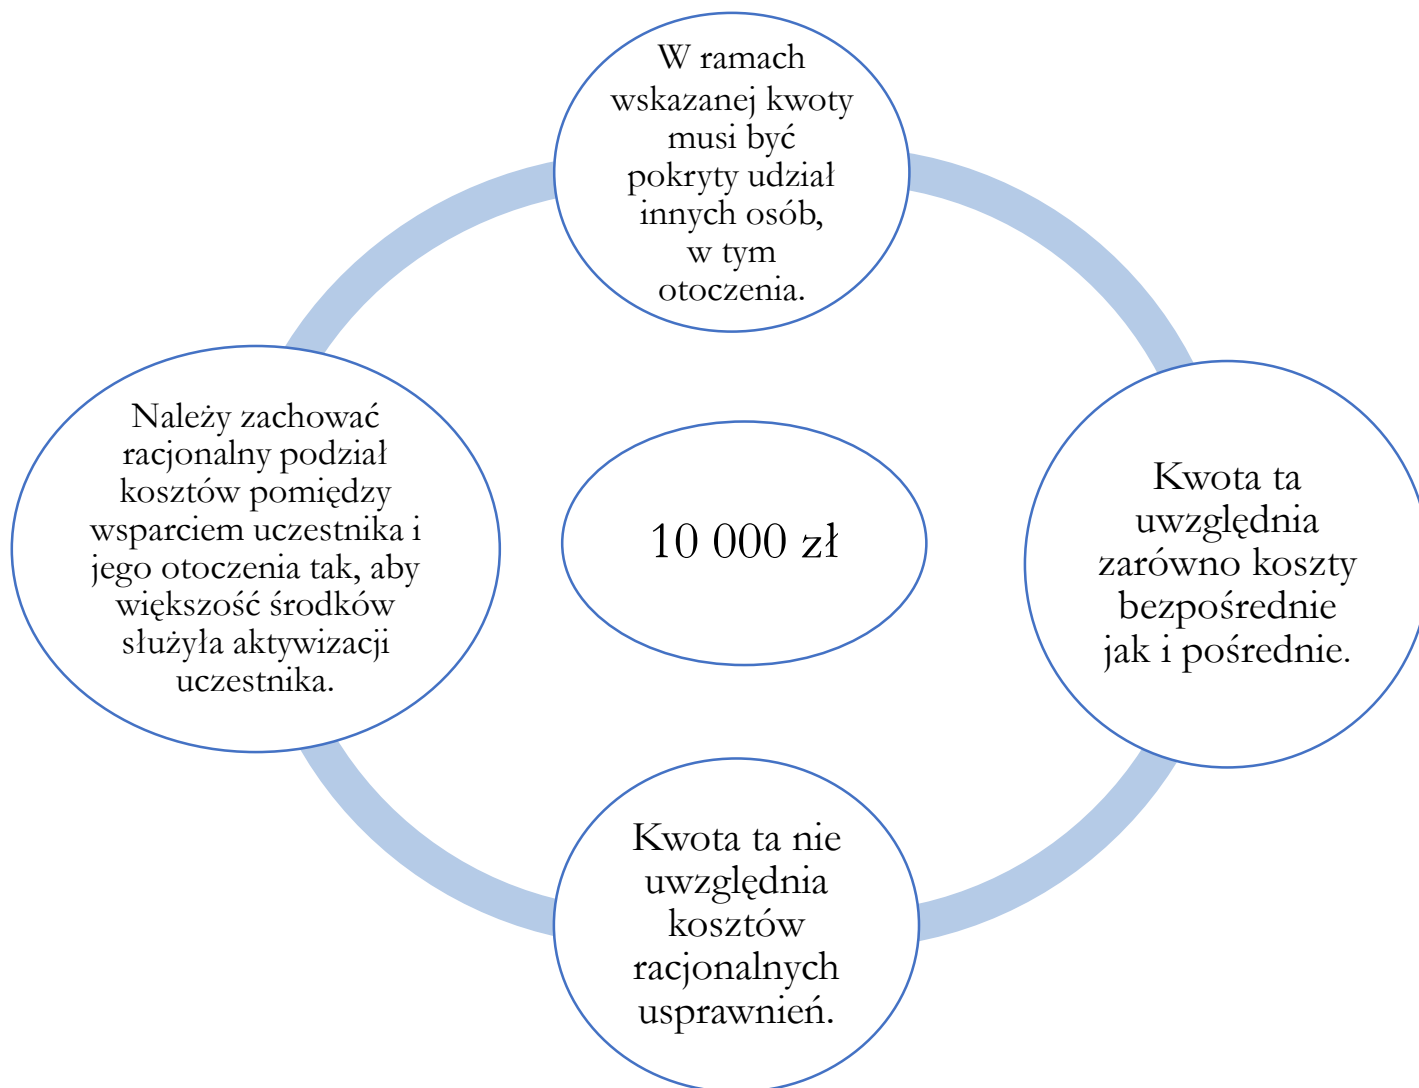 W ramach
wskazanej kwoty
musi być
pokryty udział
innych osób,
w tym
otoczenia.
Należy zachować
racjonalny podział
kosztów pomiędzy
wsparciem uczestnika i
jego otoczenia tak, aby
większość środków
służyła aktywizacji
uczestnika.
10 000 zł
Kwota ta
uwzględnia
zarówno koszty
bezpośrednie
jak i pośrednie.
Kwota ta nie
uwzględnia
kosztów
racjonalnych
usprawnień.